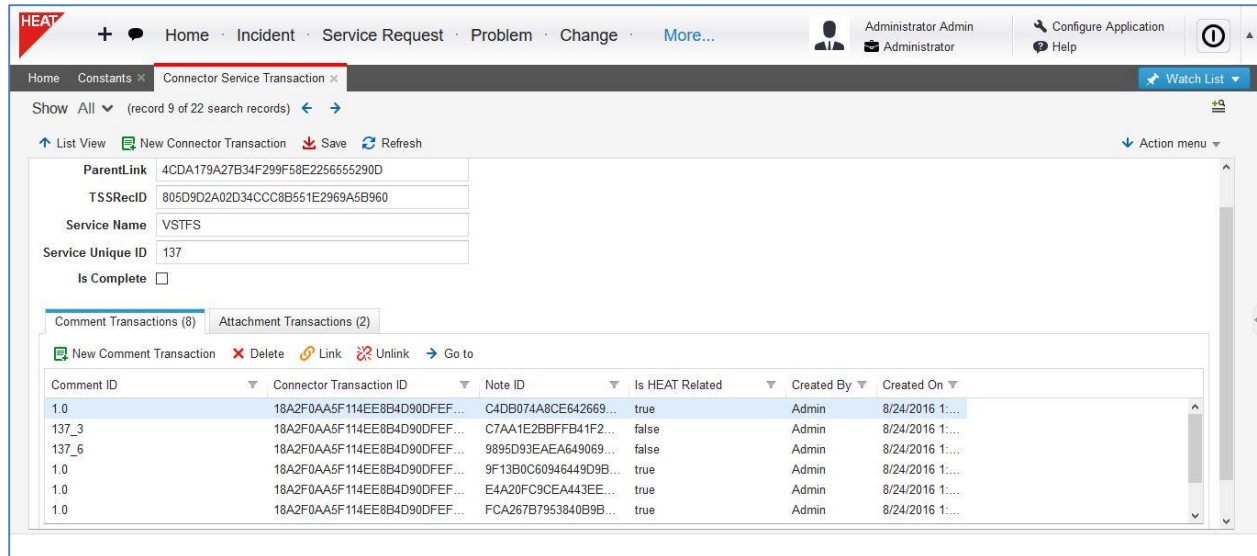 HEAT
Home · Incident · Service Request · Problem · Change · More...
Administrator Admin
Administrator
Configure Application
Help
Home Constants × Connector Service Transaction ×
Watch List
Show All (record 9 of 22 search records)
List View New Connector Transaction Save Refresh Action menu
ParentLink 4CDA179A27B34F299F58E2256555290D
TSSRecID 805D9D2A02D34CCC8B551E2969A5B960
Service Name VSTFS
Service Unique ID 137
Is Complete
Comment Transactions (8) Attachment Transactions (2)
New Comment Transaction Delete Link Unlink Go to
Comment ID Connector Transaction ID Note ID Is HEAT Related Created By Created On
1.0 18A2F0AA5F114EE8B4D90DFEF... C4DB074A8CE642669... true Admin 8/24/2016 1:...
137_3 18A2F0AA5F114EE8B4D90DFEF... C7AA1E2BBFFB41F2... false Admin 8/24/2016 1:...
137_6 18A2F0AA5F114EE8B4D90DFEF... 9895D93EAEA649069... false Admin 8/24/2016 1:...
1.0 18A2F0AA5F114EE8B4D90DFEF... 9F13B0C60946449D9B... true Admin 8/24/2016 1:...
1.0 18A2F0AA5F114EE8B4D90DFEF... E4A20FC9CEA443EE... true Admin 8/24/2016 1:...
1.0 18A2F0AA5F114EE8B4D90DFEF... FCA267B7953840B9B... true Admin 8/24/2016 1:...